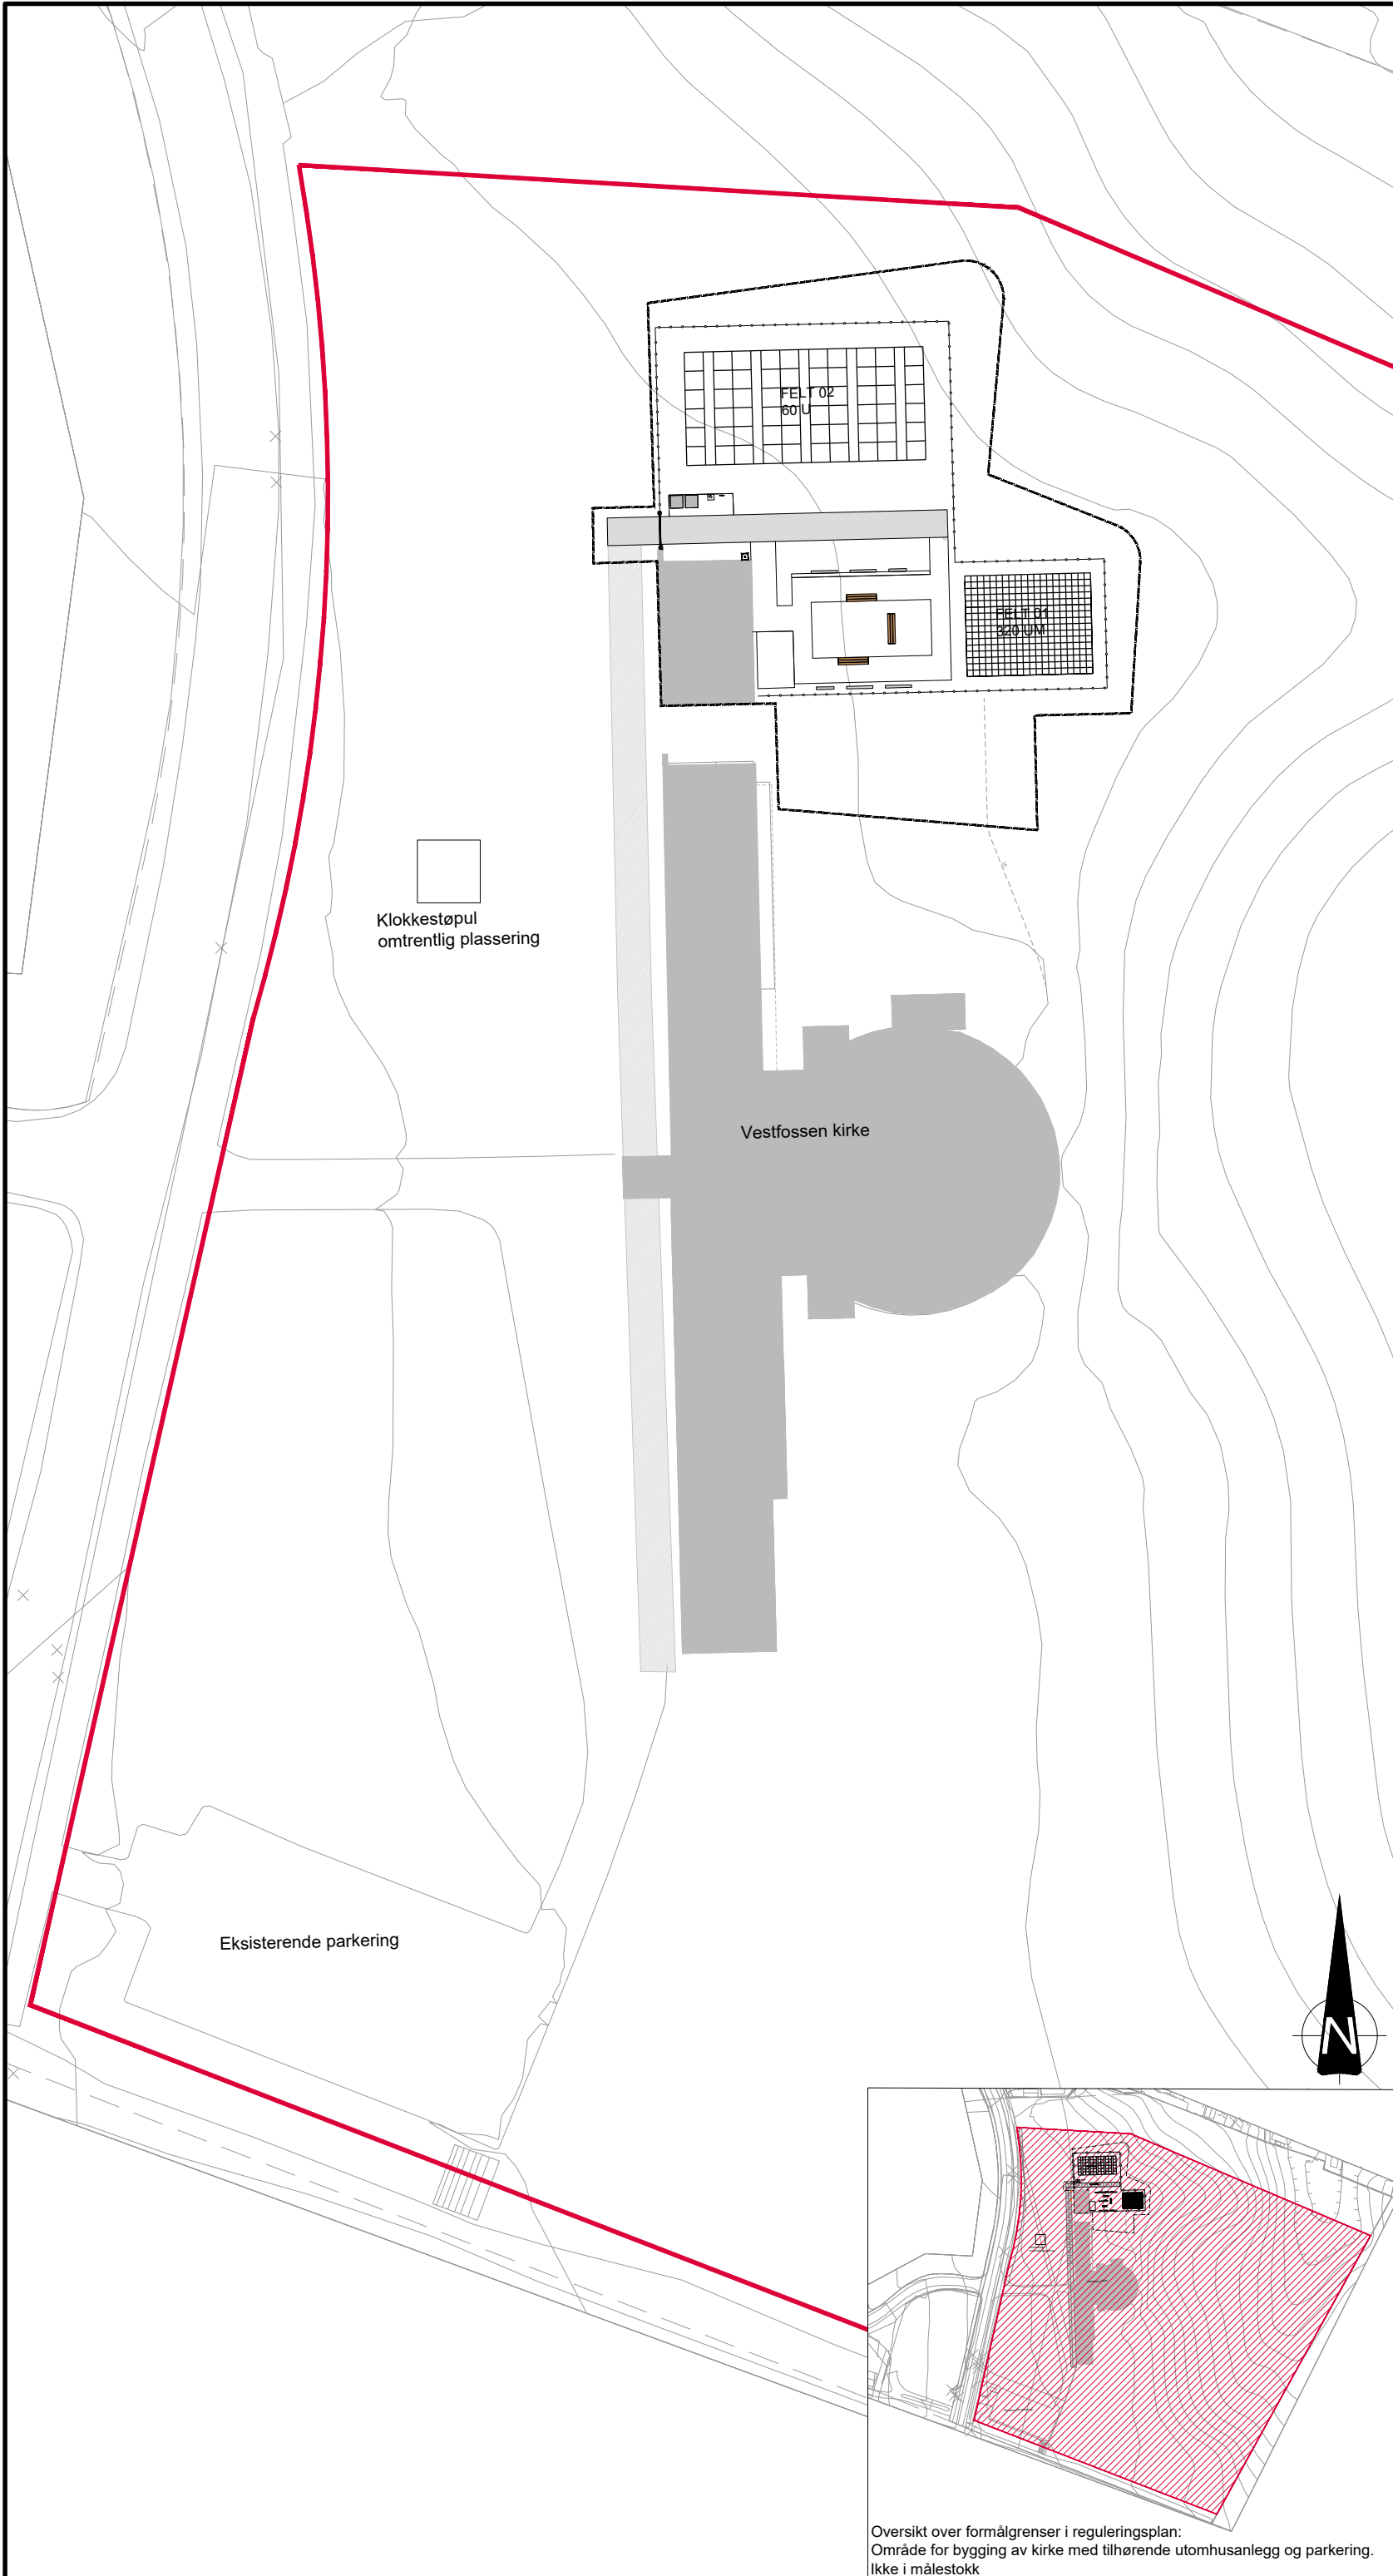 FELT 02
60 U
FELT 01
320 UM
Klokkestøpul
omtrentlig plassering
Vestfossen kirke
Eksisterende parkering
N
Oversikt over formålgrenser i reguleringsplan:
Område for bygging av kirke med tilhørende utomhusanlegg og parkering.
Ikke i målestokk